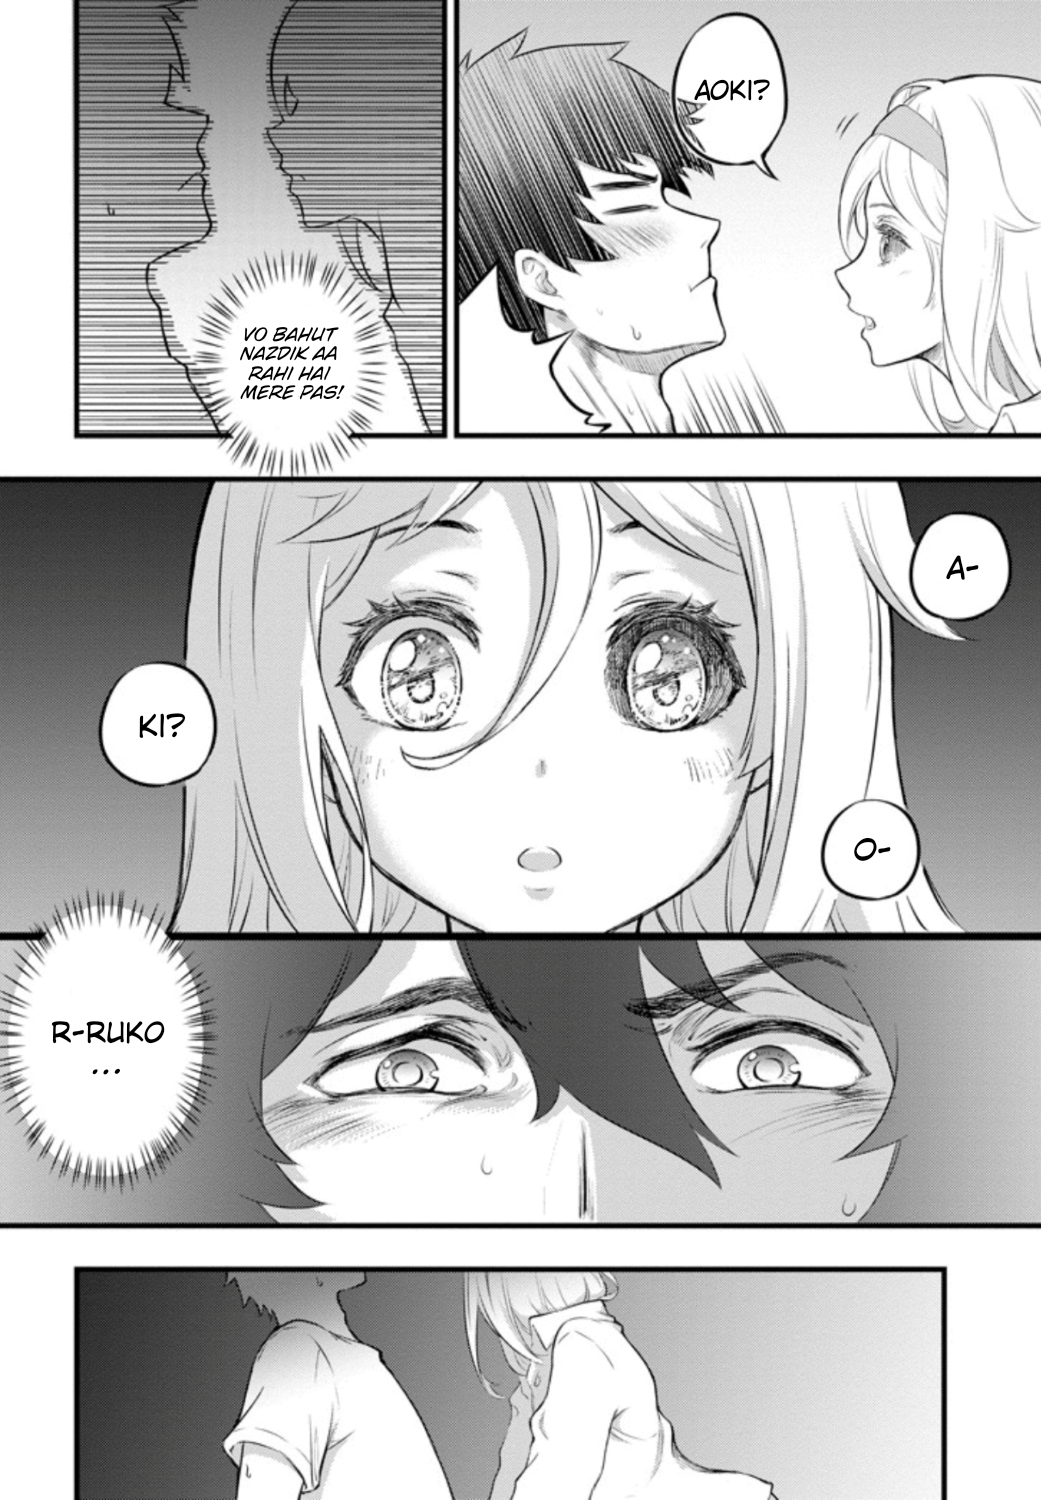 AOKI?
VO BAHUT
NAZDIK AA
RAHI HAI
MERE PAS!
A-
O-
KI?
R-RUKO
...